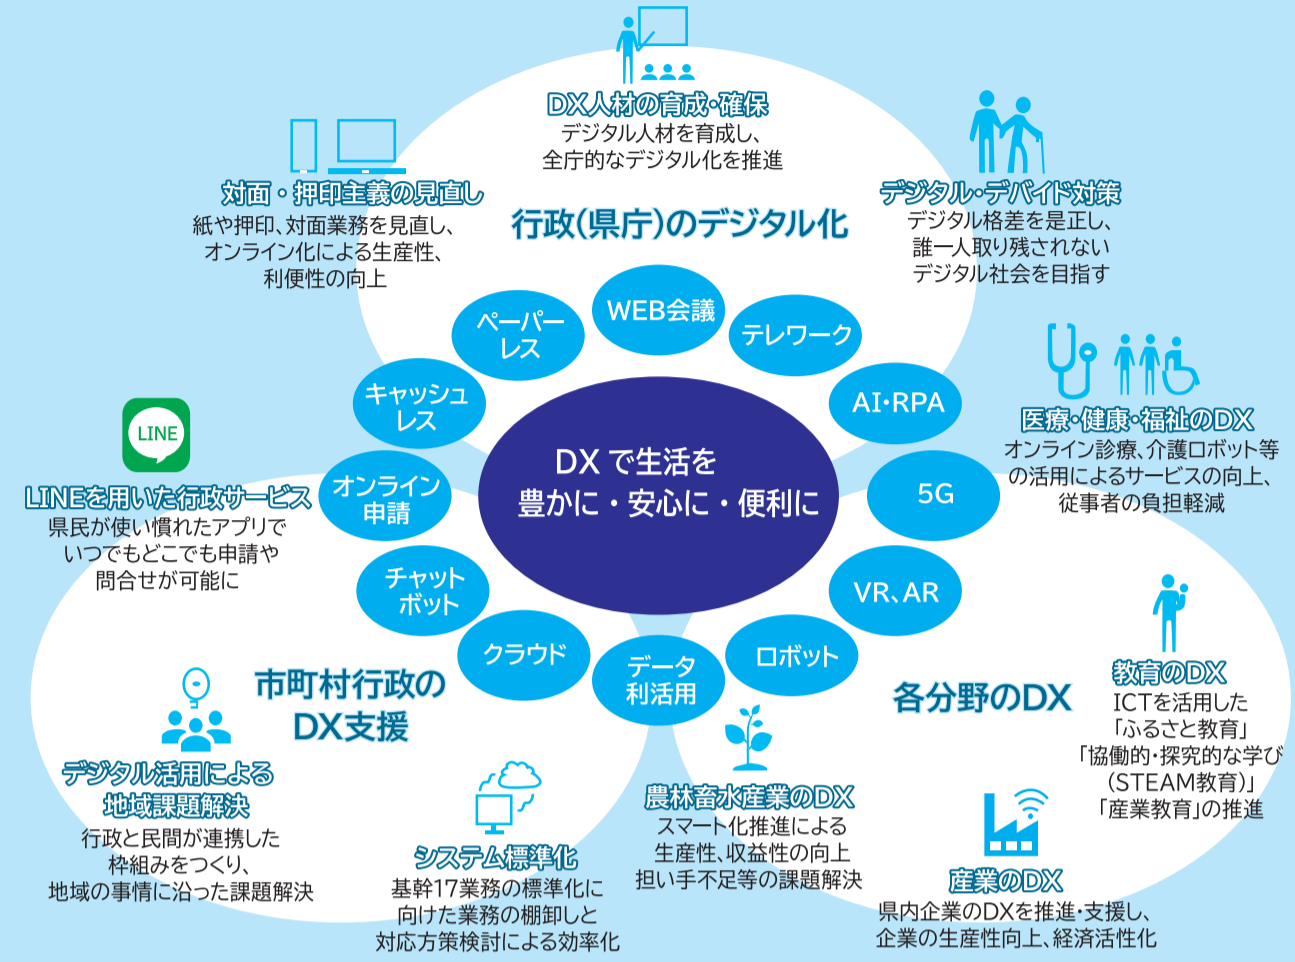 DX人材の育成・確保
デジタル人材を育成し、
全庁的なデジタル化を推進
対面・押印主義の見直し
紙や押印、対面業務を見直し、
オンライン化による生産性、
利便性の向上
デジタル・デバイド対策
デジタル格差を是正し、
誰一人取り残されない
デジタル社会を目指す
行政(県庁)のデジタル化
WEB会議
ペーパー
レス
テレワーク
キャッシュ
レス
AI・RPA
オンライン
申請
5G
チャット
ボット
VR、AR
クラウド
データ
利活用
ロボット
DXで生活を
豊かに・安心に・便利に
LINE
LINEを用いた行政サービス
県民が使い慣れたアプリで
いつでもどこでも申請や
問合せが可能に
医療・健康・福祉のDX
オンライン診療、介護ロボット等
の活用によるサービスの向上、
従事者の負担軽減
市町村行政の
DX支援
デジタル活用による
地域課題解決
行政と民間が連携した
枠組みをつくり、
地域の事情に沿った課題解決
システム標準化
基幹17業務の標準化に
向けた業務の棚卸しと
対応方策検討による効率化
各分野のDX
教育のDX
ICTを活用した
「ふるさと教育」
「協働的・探究的な学び
(STEAM教育)」
「産業教育」の推進
農林畜水産業のDX
スマート化推進による
生産性、収益性の向上
担い手不足等の課題解決
産業のDX
県内企業のDXを推進・支援し、
企業の生産性向上、経済活性化